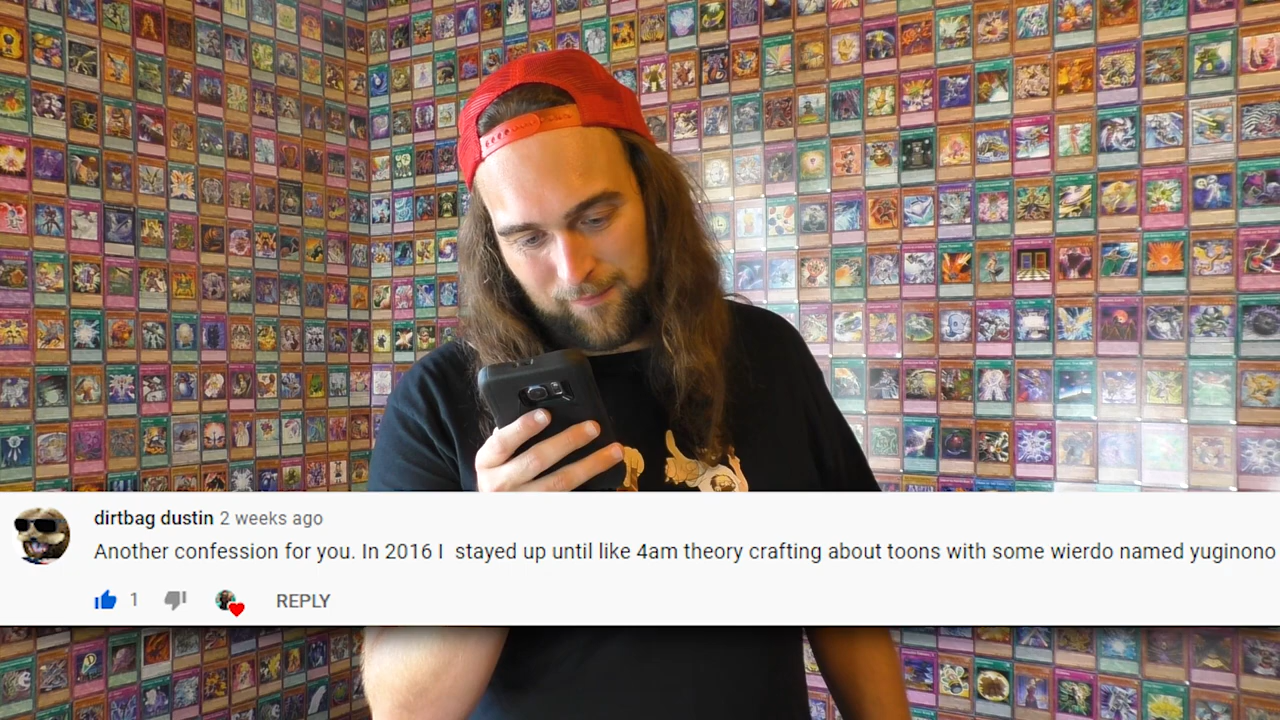 dirtbag dustin 2 weeks ago
Another confession for you. In 2016 I  stayed up until like 4am theory crafting about toons with some wierdo named yuginono
1
REPLY